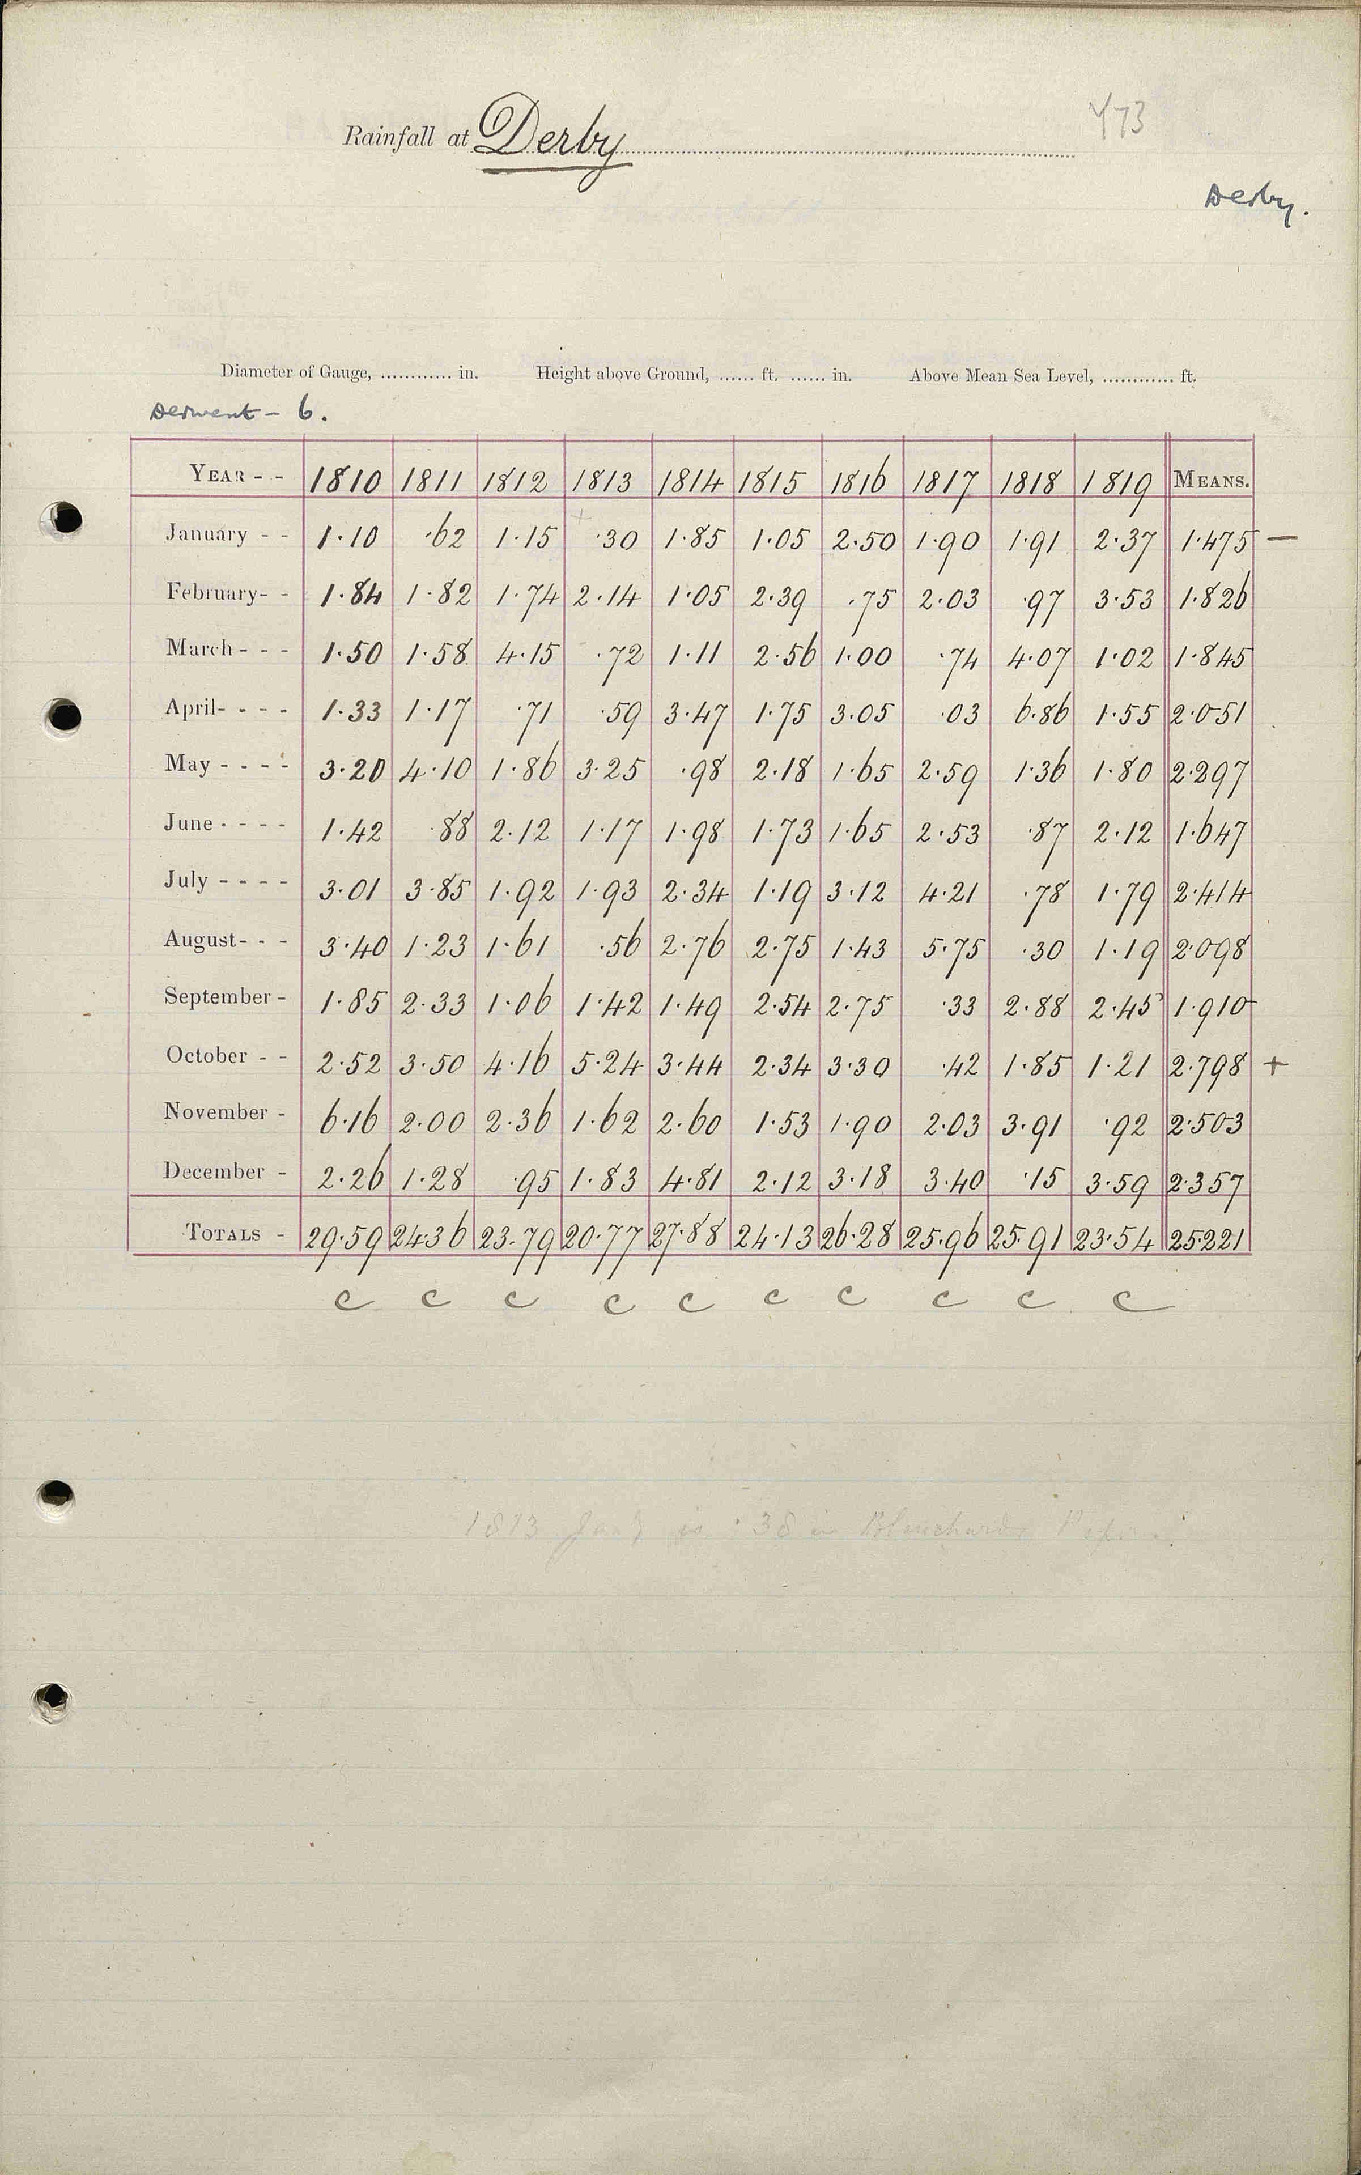 Y73
Rainfall at Derby
Derby.
Diameter of Gauge, ............ in. Height above Ground, ...... ft. ...... in. Above Mean Sea Level, ............ ft.
Derwent - 6.
YEAR - - 1810 1811 1812 1813 1814 1815 1816 1817 1818 1819 MEANS.
January - - 1.10 .62 1.15 .30 1.85 1.05 2.50 1.90 1.91 2.37 1.475 —
February- - 1.84 1.82 1.74 2.14 1.05 2.39 .75 2.03 .97 3.53 1.826
March - - - 1.50 1.58 4.15 .72 1.11 2.56 1.00 .74 4.07 1.02 1.845
April- - - - 1.33 1.17 .71 .59 3.47 1.75 3.05 .03 6.86 1.55 2.051
May - - - - 3.20 4.10 1.86 3.25 .98 2.18 1.65 2.59 1.36 1.80 2.297
June - - - - 1.42 .88 2.12 1.17 1.98 1.73 1.65 2.53 .87 2.12 1.647
July - - - - 3.01 3.85 1.92 1.93 2.34 1.19 3.12 4.21 .78 1.79 2.414
August- - - 3.40 1.23 1.61 .56 2.76 2.75 1.43 5.75 .30 1.19 2.098
September - 1.85 2.33 1.06 1.42 1.49 2.54 2.75 .33 2.88 2.45 1.910
October - - 2.52 3.50 4.16 5.24 3.44 2.34 3.30 .42 1.85 1.21 2.798 +
November - 6.16 2.00 2.36 1.62 2.60 1.53 1.90 2.03 3.91 .92 2.503
December - 2.26 1.28 .95 1.83 4.81 2.12 3.18 3.40 .15 3.59 2.357
TOTALS - 29.59 24.36 23.79 20.77 27.88 24.13 26.28 25.96 25.91 23.54 25.221
c c c c c c c c c c
1813 Jany is .38 in Blanchards